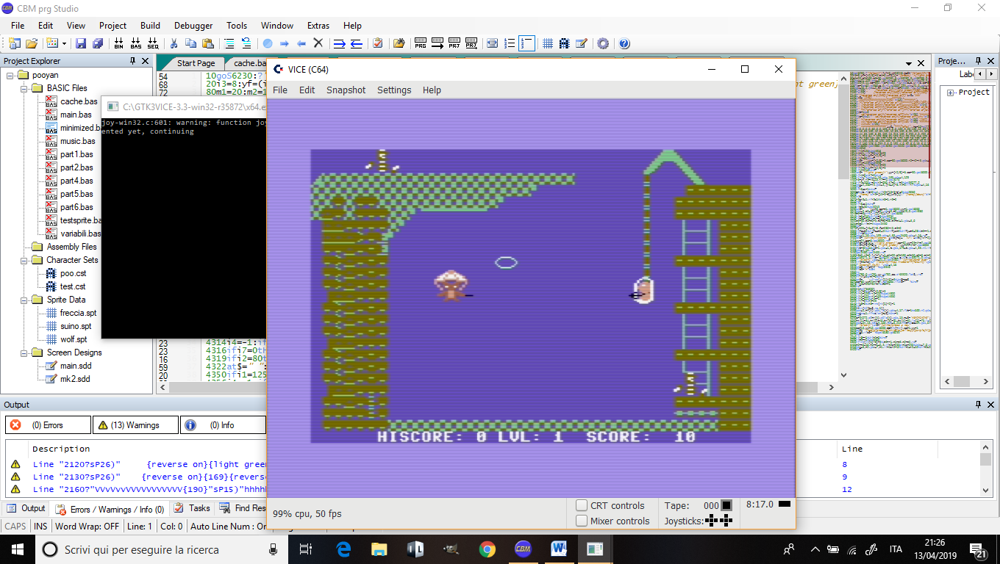 CBM prg Studio
File Edit View Project Build Debugger Tools Window Extras Help
Project Explorer
pooyan
BASIC Files
cache.bas
main.bas
minimized.b
music.bas
part1.bas
part2.bas
part4.bas
part5.bas
part6.bas
testsprite.ba
variabili.bas
Assembly Files
Character Sets
poo.cst
test.cst
Sprite Data
freccia.spt
suino.spt
wolf.spt
Screen Designs
main.sdd
mk2.sdd
Start Page cache.ba
54 10goS6230:?
68 20i3=8:yf=(i
72 80m1=20:m2=1
light green}
C:\GTK3VICE-3.3-win32-r35872\x64.e
joy-win32.c:601: warning: function joy
ented yet, continuing
VICE (C64)
File Edit Snapshot Settings Help
HISCORE: 0 LVL: 1 SCORE: 10
99% cpu, 50 fps
CRT controls
Mixer controls
Tape: 000
Joysticks:
8:17.0
23 4314i4=-1:if
23 4316ifi7=0th
16 4319ifi2=80t
59 4322at$=" ":
20 4350ifi1=125
Proje...
Lab
Project
Output
(0) Errors (13) Warnings (0) Info
Description Line
Line "2120?sP26)" {reverse on}{light gree 8
Line "2130?sP26)" {reverse on}{169}{revers 9
Line "2160?"VVVVVVVVVVVVVVVVVV{190}"sP15)"hhhh 12
Output Errors / Warnings / Info (0) Tasks Find Res
CAPS INS Word Wrap: OFF Line: 1 Col: 0 Auto Line Num : On
Scrivi qui per eseguire la ricerca
CBM
ITA
21:26
13/04/2019
21